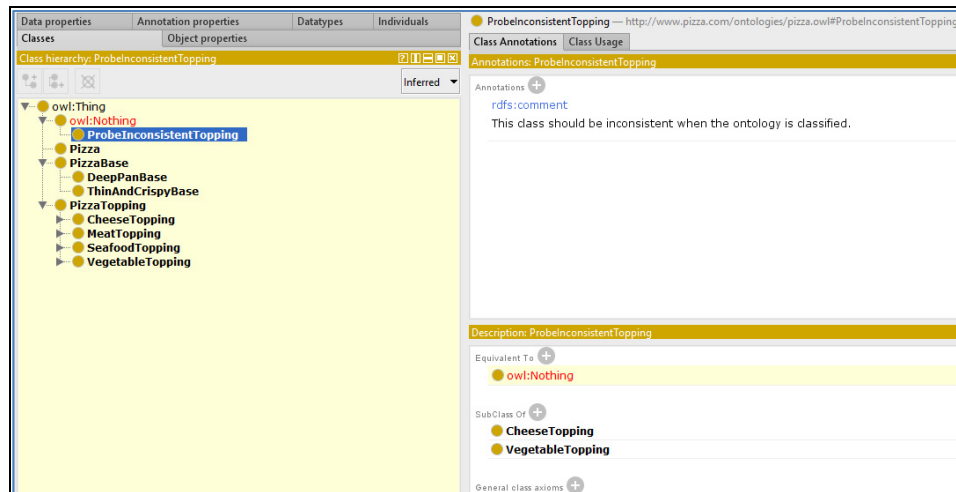 Data properties Annotation properties Datatypes Individuals
Classes Object properties
Class hierarchy: ProbeInconsistentTopping
Inferred
owl:Thing
owl:Nothing
ProbeInconsistentTopping
Pizza
PizzaBase
DeepPanBase
ThinAndCrispyBase
PizzaTopping
CheeseTopping
MeatTopping
SeafoodTopping
VegetableTopping
ProbeInconsistentTopping — http://www.pizza.com/ontologies/pizza.owl#ProbeInconsistentTopping
Class Annotations Class Usage
Annotations: ProbeInconsistentTopping
Annotations
rdfs:comment
This class should be inconsistent when the ontology is classified.
Description: ProbeInconsistentTopping
Equivalent To
owl:Nothing
SubClass Of
CheeseTopping
VegetableTopping
General class axioms